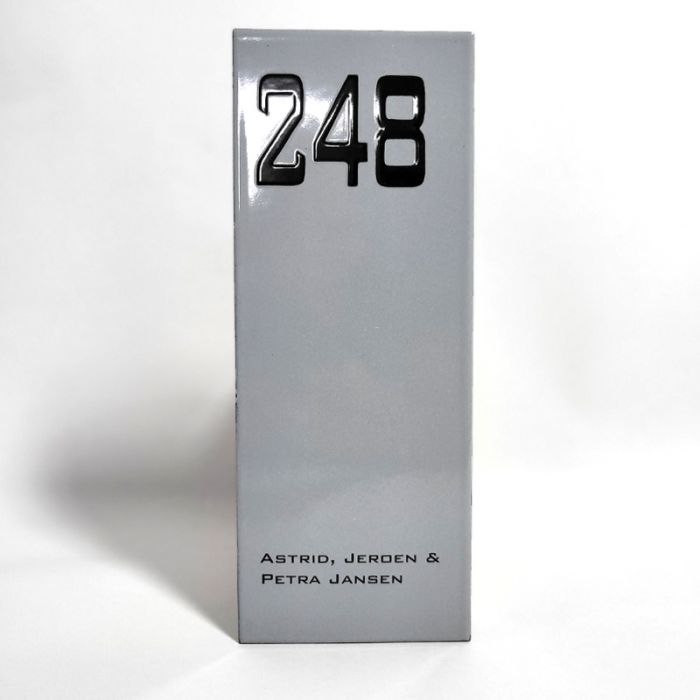 248
Astrid, Jeroen &
Petra Jansen